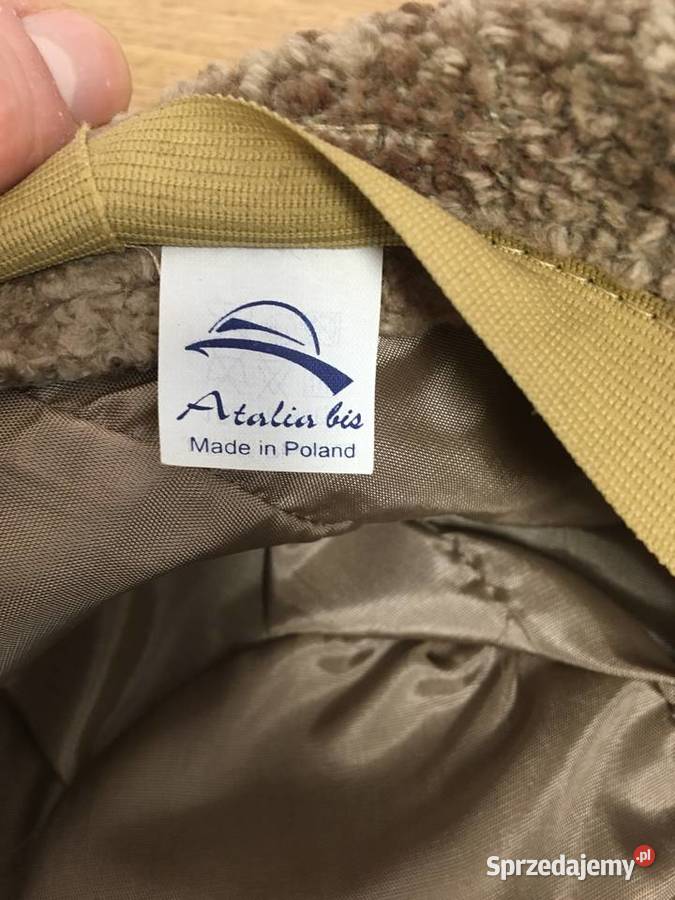 Atalia bis
Made in Poland
Sprzedajemy.pl